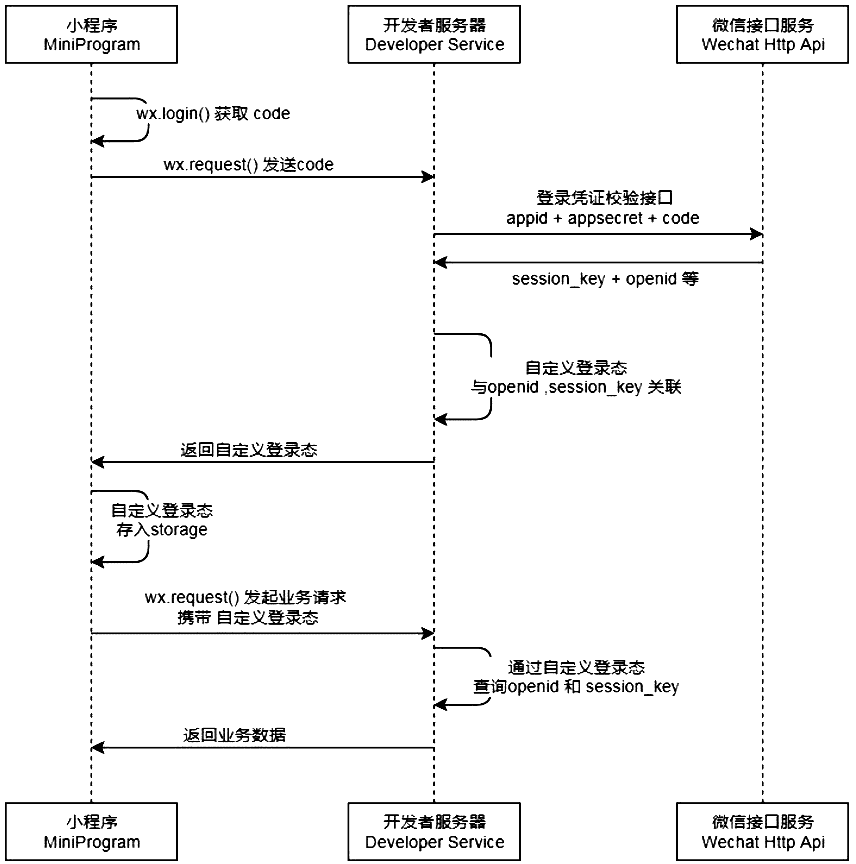 小程序
MiniProgram
开发者服务器
Developer Service
微信接口服务
Wechat Http Api
wx.login() 获取 code
wx.request() 发送code
登录凭证校验接口
appid + appsecret + code
session_key + openid 等
自定义登录态
与openid ,session_key 关联
返回自定义登录态
自定义登录态
存入storage
wx.request() 发起业务请求
携带 自定义登录态
通过自定义登录态
查询openid 和 session_key
返回业务数据
小程序
MiniProgram
开发者服务器
Developer Service
微信接口服务
Wechat Http Api